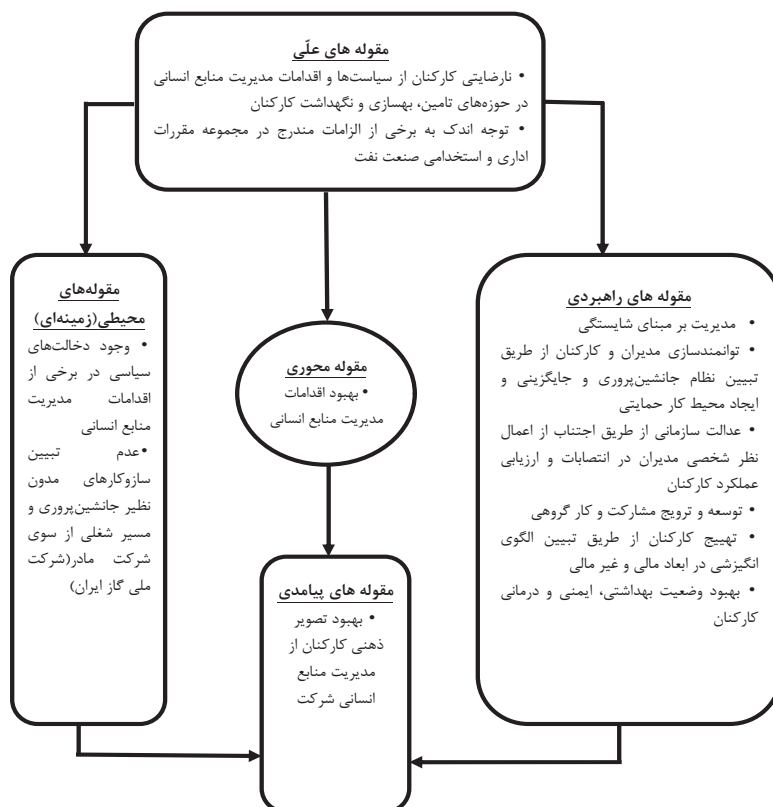 مقوله های علّی
• نارضایتی کارکنان از سیاست‌ها و اقدامات مدیریت منابع انسانی
در حوزه‌های تامین، بهسازی و نگهداشت کارکنان
• توجه اندک به برخی از الزامات مندرج در مجموعه مقررات
اداری و استخدامی صنعت نفت
مقوله های راهبردی
• مدیریت بر مبنای شایستگی
• توانمندسازی مدیران و کارکنان از طریق
تبیین نظام جانشین‌پروری و جایگزینی و
ایجاد محیط کار حمایتی
• عدالت سازمانی از طریق اجتناب از اعمال
نظر شخصی مدیران در انتصابات و ارزیابی
عملکرد کارکنان
• توسعه و ترویج مشارکت و کار گروهی
• تهییج کارکنان از طریق تبیین الگوی
انگیزشی در ابعاد مالی و غیر مالی
• بهبود وضعیت بهداشتی، ایمنی و درمانی
کارکنان
مقوله محوری
• بهبود اقدامات
مدیریت منابع انسانی
مقوله‌های
محیطی(زمینه‌ای)
• وجود دخالت‌های
سیاسی در برخی از
اقدامات مدیریت
منابع انسانی
•عدم تبیین
سازوکارهای مدون
نظیر جانشین‌پروری و
مسیر شغلی از سوی
شرکت مادر(شرکت
ملی گاز ایران)
مقوله های پیامدی
• بهبود تصویر
ذهنی کارکنان از
مدیریت منابع
انسانی شرکت